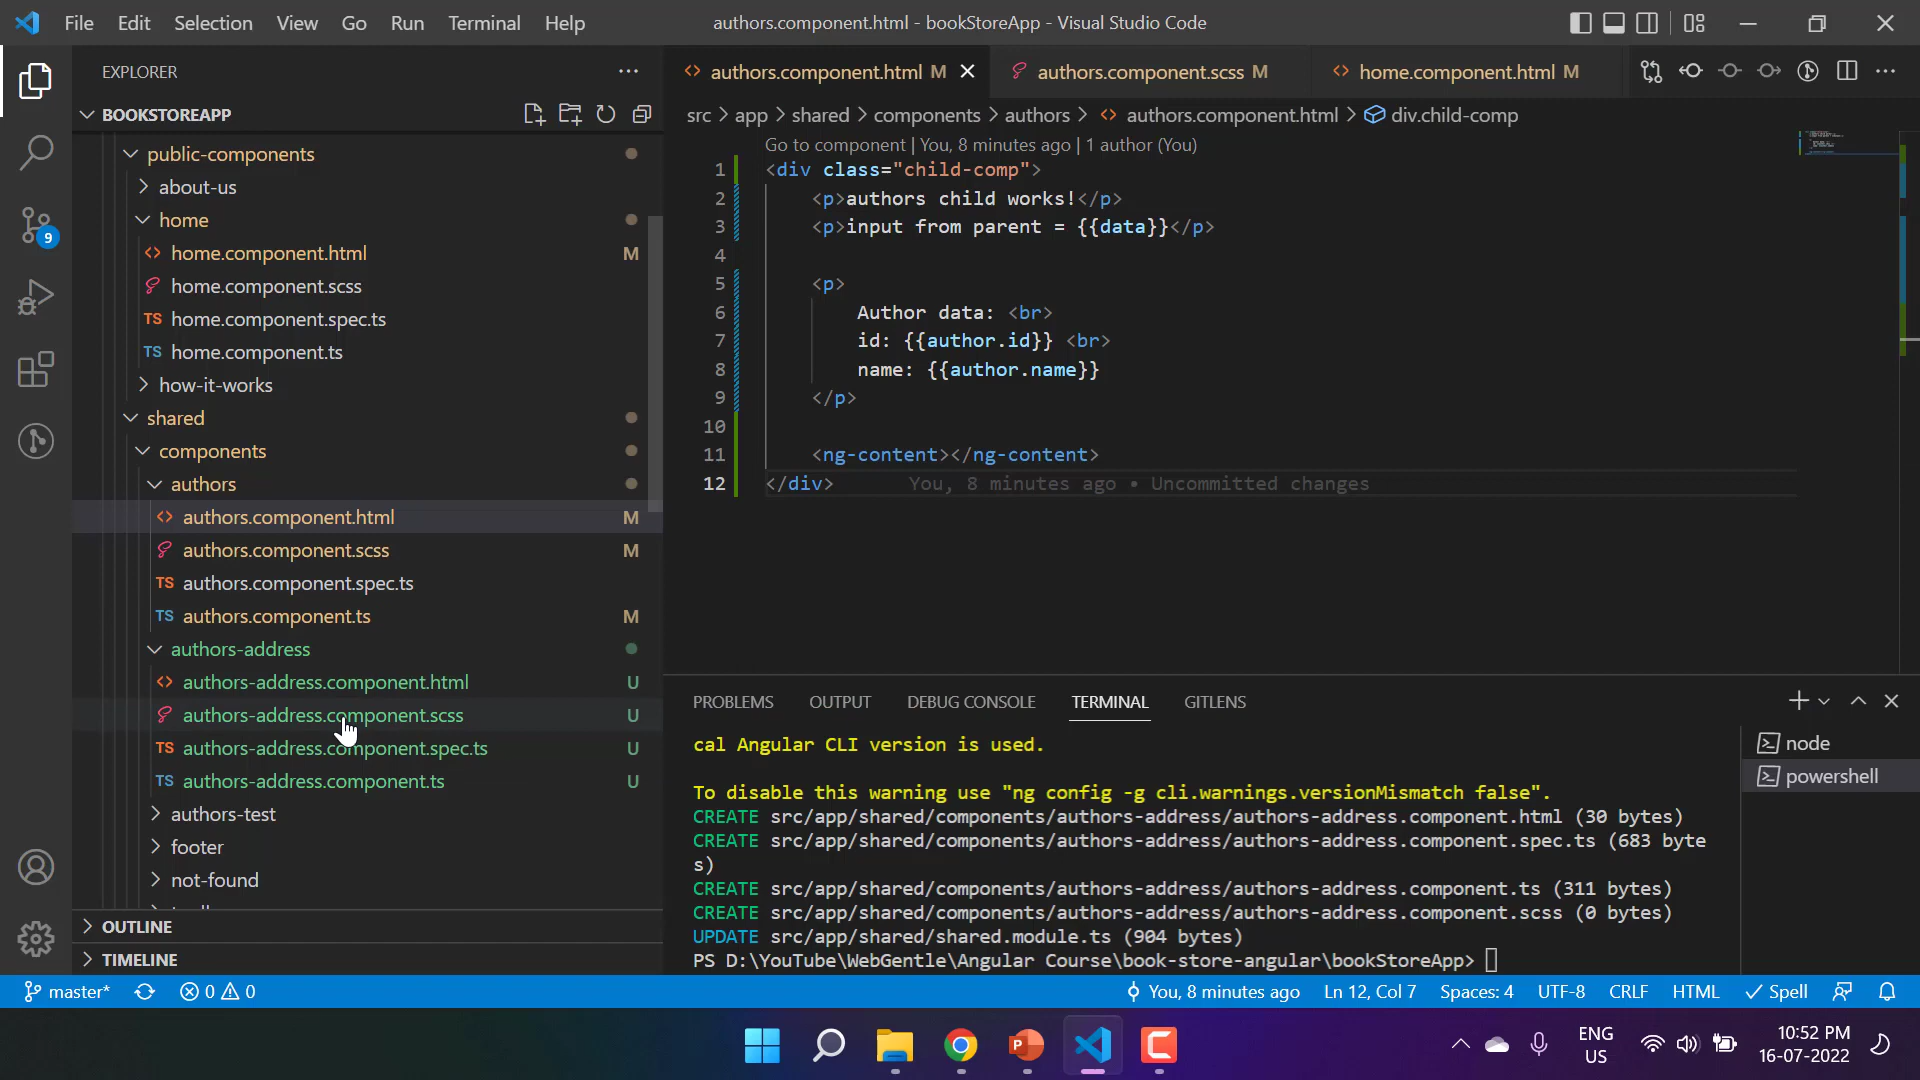 File Edit Selection View Go Run Terminal Help
authors.component.html - bookStoreApp - Visual Studio Code
EXPLORER
BOOKSTOREAPP
public-components
about-us
home
home.component.html M
home.component.scss
TS home.component.spec.ts
TS home.component.ts
how-it-works
shared
components
authors
authors.component.html M
authors.component.scss M
TS authors.component.spec.ts
TS authors.component.ts M
authors-address
authors-address.component.html U
authors-address.component.scss U
TS authors-address.component.spec.ts U
TS authors-address.component.ts U
authors-test
footer
not-found
OUTLINE
TIMELINE
9
authors.component.html M
authors.component.scss M
home.component.html M
src > app > shared > components > authors > authors.component.html > div.child-comp
Go to component | You, 8 minutes ago | 1 author (You)
1 <div class="child-comp">
2 <p>authors child works!</p>
3 <p>input from parent = {{data}}</p>
4
5 <p>
6 Author data: <br>
7 id: {{author.id}} <br>
8 name: {{author.name}}
9 </p>
10
11 <ng-content></ng-content>
12 </div> You, 8 minutes ago • Uncommitted changes
PROBLEMS OUTPUT DEBUG CONSOLE TERMINAL GITLENS
cal Angular CLI version is used.
To disable this warning use "ng config -g cli.warnings.versionMismatch false".
CREATE src/app/shared/components/authors-address/authors-address.component.html (30 bytes)
CREATE src/app/shared/components/authors-address/authors-address.component.spec.ts (683 byte
s)
CREATE src/app/shared/components/authors-address/authors-address.component.ts (311 bytes)
CREATE src/app/shared/components/authors-address/authors-address.component.scss (0 bytes)
UPDATE src/app/shared/shared.module.ts (904 bytes)
PS D:\YouTube\WebGentle\Angular Course\book-store-angular\bookStoreApp>
node
powershell
master* 0 0 You, 8 minutes ago Ln 12, Col 7 Spaces: 4 UTF-8 CRLF HTML Spell
P
ENG
US
10:52 PM
16-07-2022